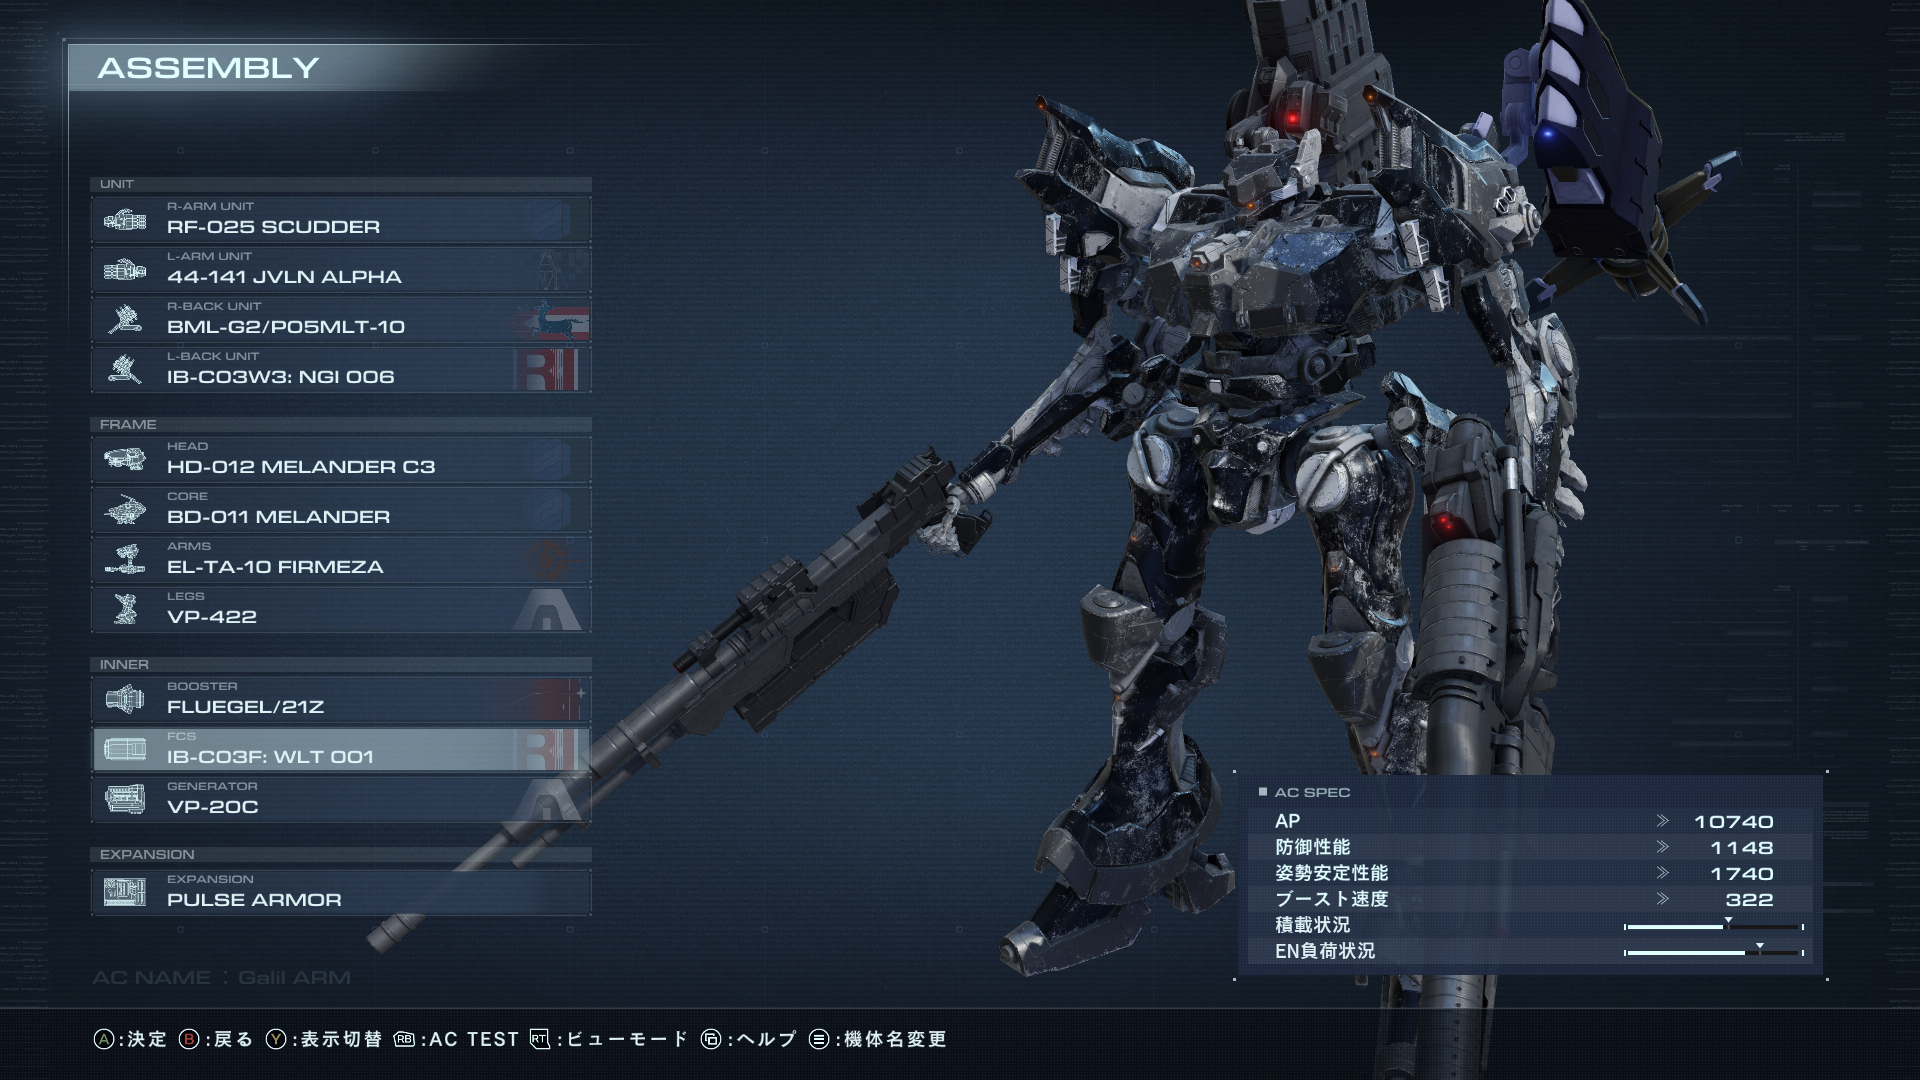 ASSEMBLY
UNIT
R-ARM UNIT
RF-025 SCUDDER
L-ARM UNIT
44-141 JVLN ALPHA
R-BACK UNIT
BML-G2/P05MLT-10
L-BACK UNIT
IB-C03W3: NGI 006
FRAME
HEAD
HD-012 MELANDER C3
CORE
BD-011 MELANDER
ARMS
EL-TA-10 FIRMEZA
LEGS
VP-422
INNER
BOOSTER
FLUEGEL/21Z
FCS
IB-C03F: WLT 001
GENERATOR
VP-20C
EXPANSION
EXPANSION
PULSE ARMOR
AC NAME : Galil ARM
AC SPEC
AP 10740
防御性能 1148
姿勢安定性能 1740
ブースト速度 322
積載状況
EN負荷状況
A:決定 B:戻る Y:表示切替 RB:AC TEST RT:ビューモード :ヘルプ :機体名変更